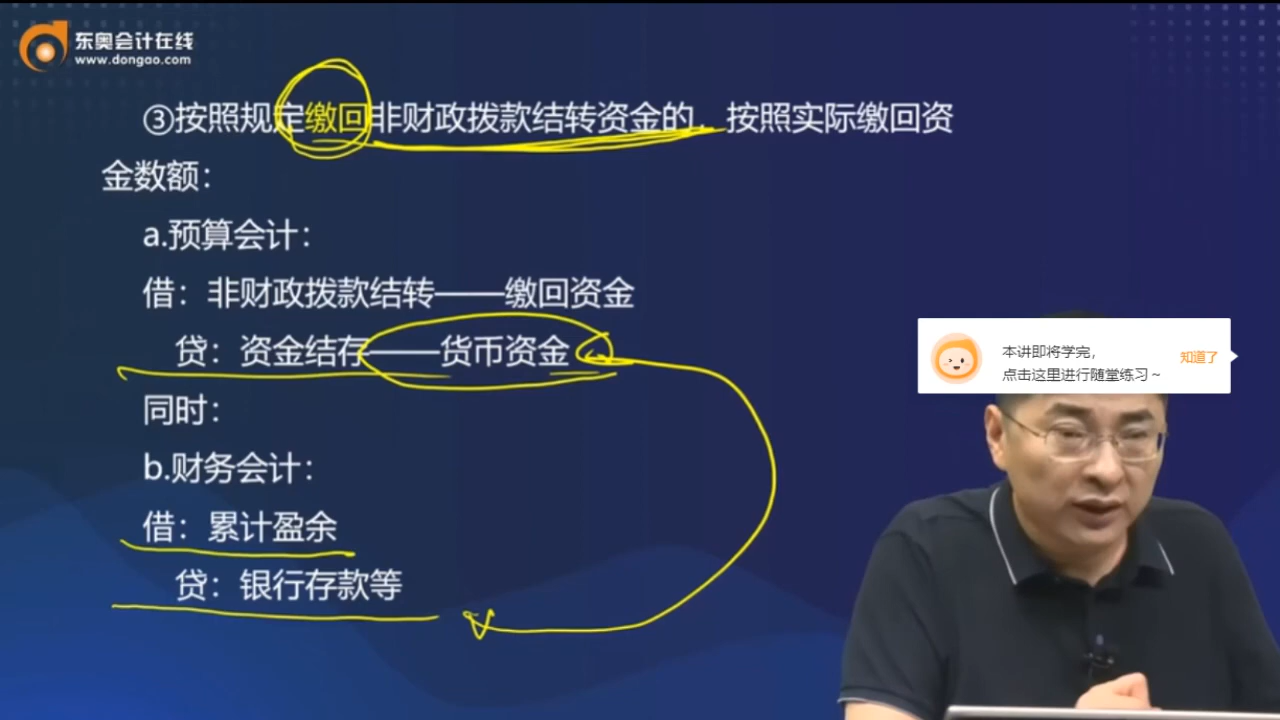 东奥会计在线
www.dongao.com
③按照规定缴回非财政拨款结转资金的，按照实际缴回资
金数额：
a.预算会计：
借：非财政拨款结转——缴回资金
贷：资金结存——货币资金
同时：
b.财务会计：
借：累计盈余
贷：银行存款等
本讲即将学完，
点击这里进行随堂练习~
知道了